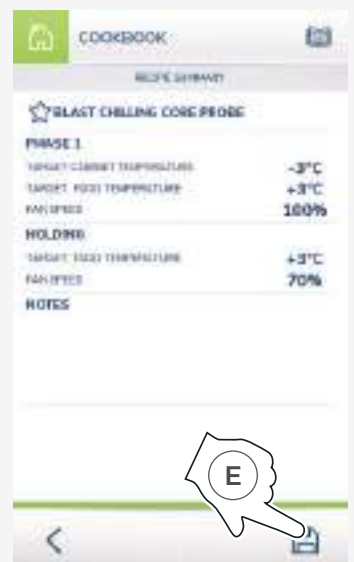 COOKBOOK
RECIPE SUMMARY
BLAST CHILLING CORE PROBE
PHASE 1
TARGET CABINET TEMPERATURE -3°C
TARGET FOOD TEMPERATURE +3°C
FAN SPEED 100%
HOLDING
TARGET FOOD TEMPERATURE +3°C
FAN SPEED 70%
NOTES
E